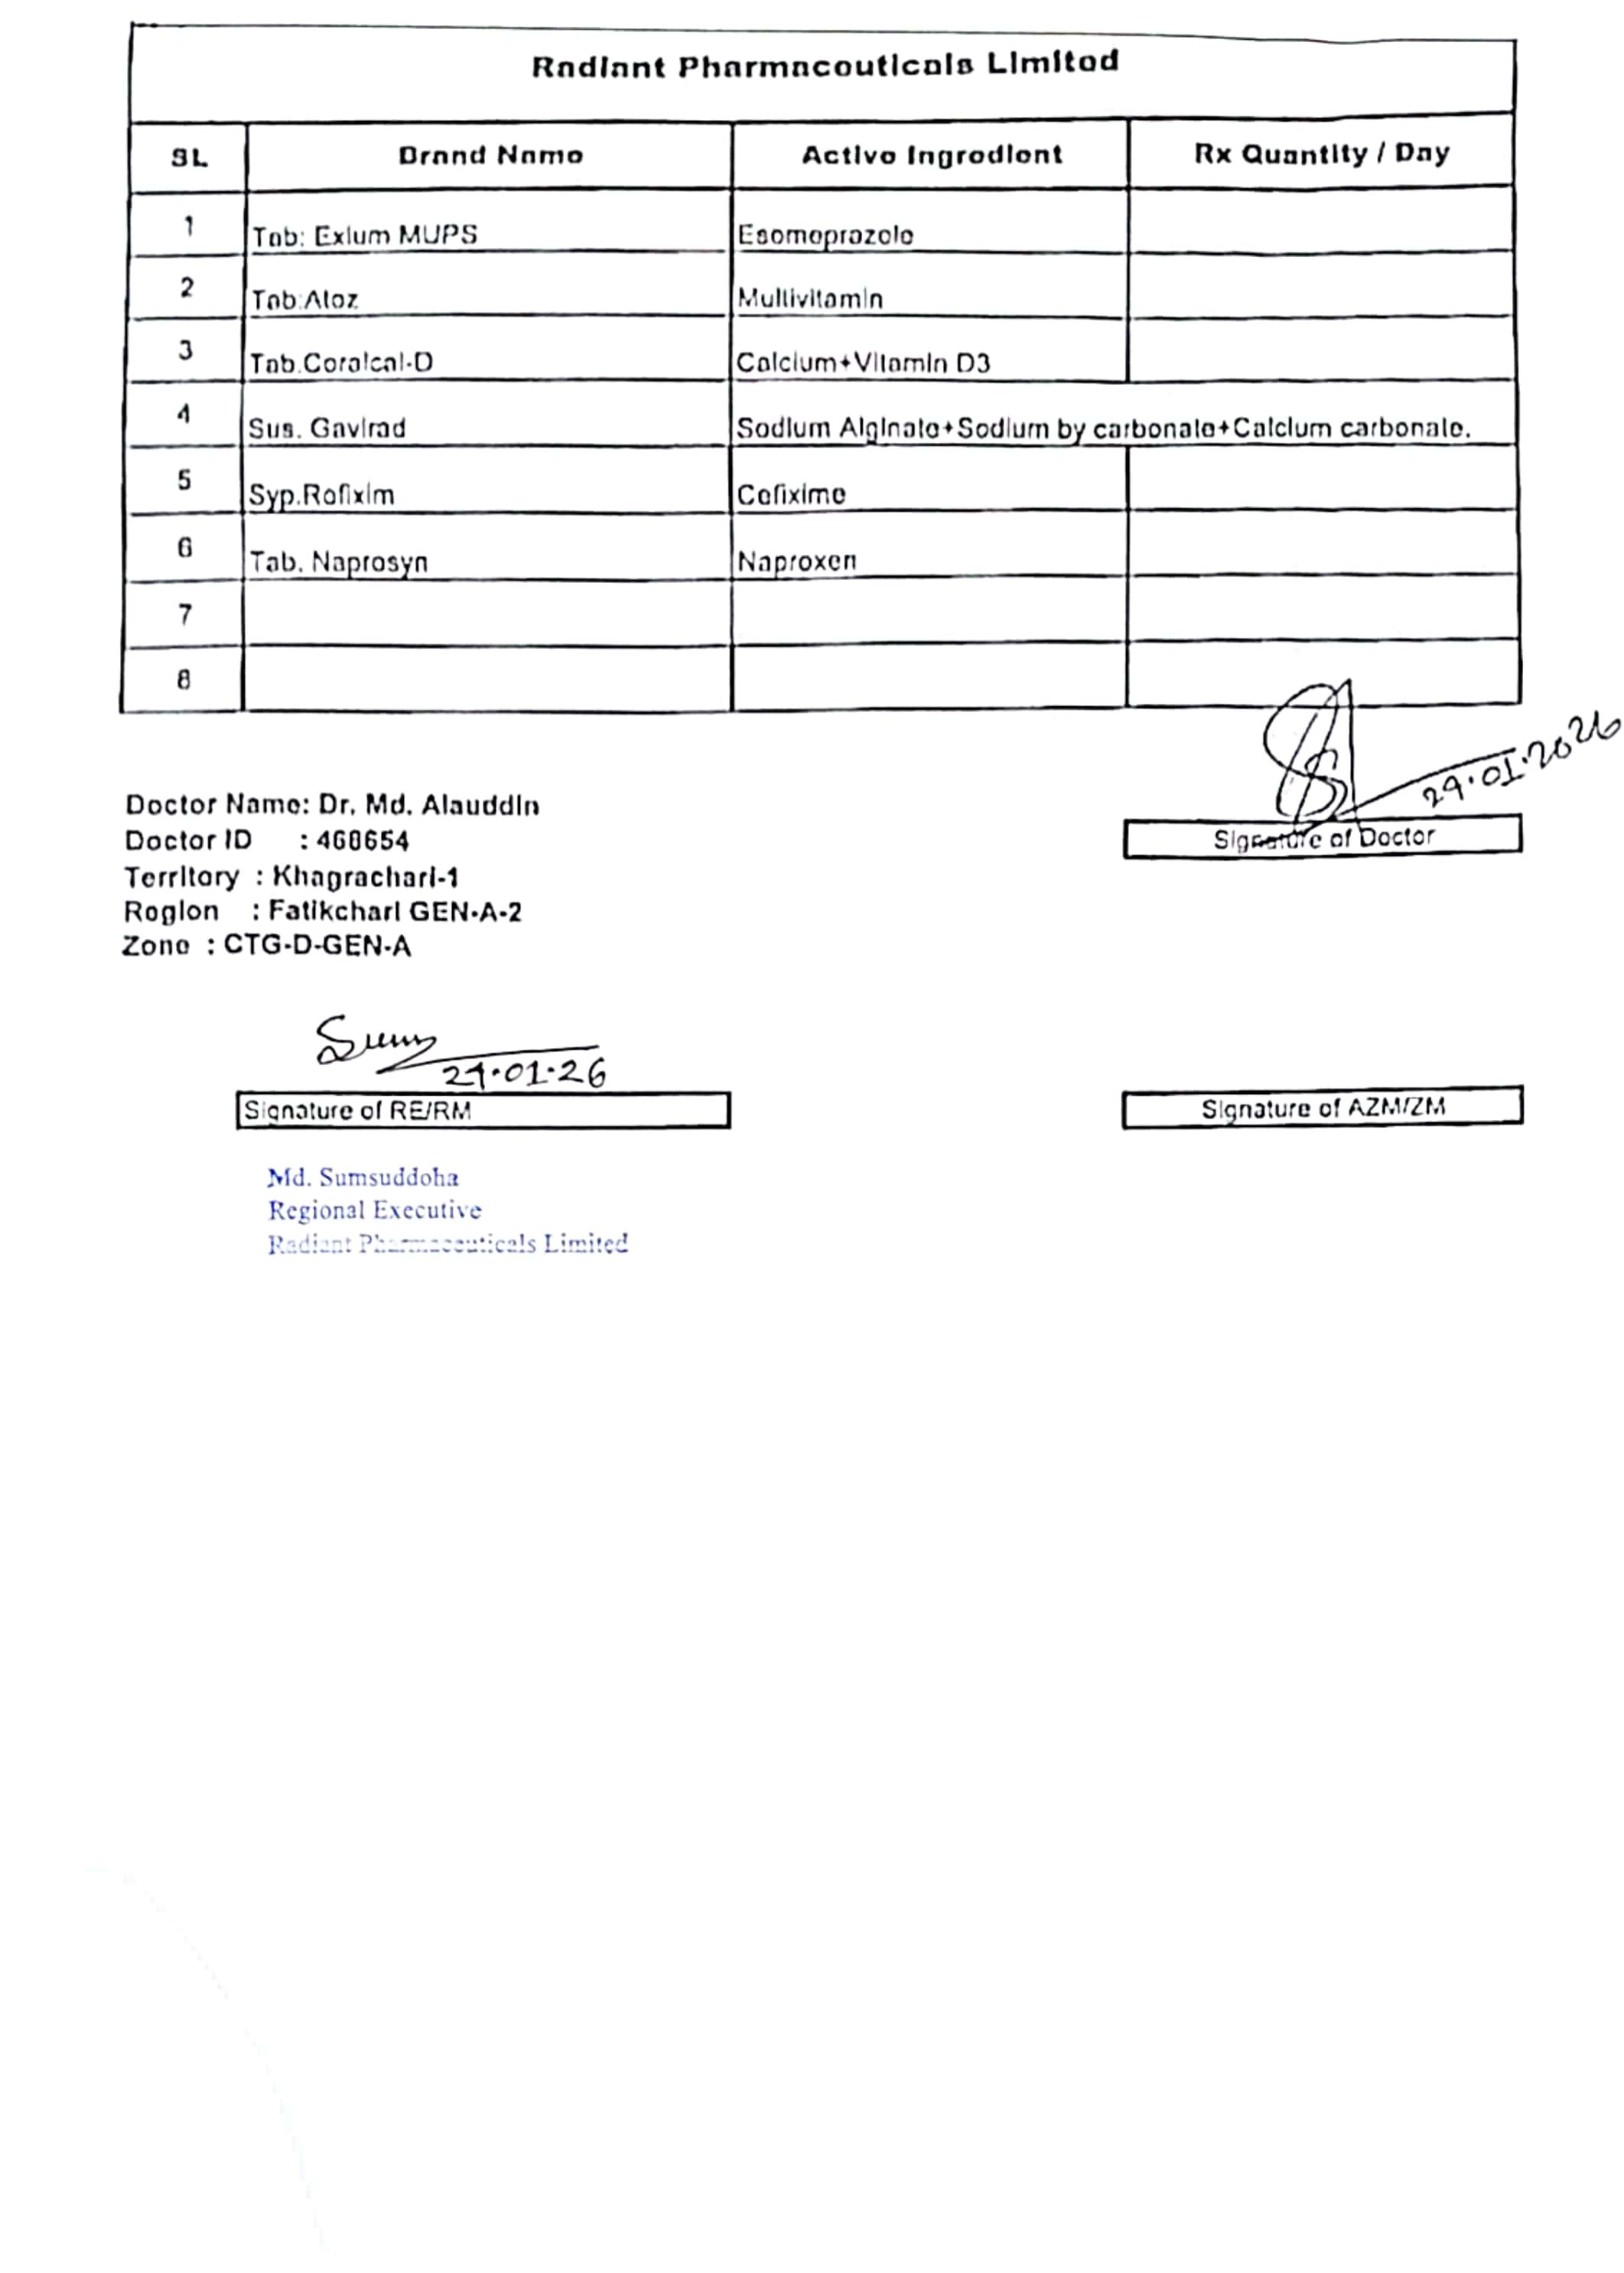 Radiant Pharmaceuticals Limited
SL Brand Name Active Ingredient Rx Quantity / Day
1 Tab: Exium MUPS Esomeprazole
2 Tab:Atoz Multivitamin
3 Tab.Coralcal-D Calcium+Vitamin D3
4 Sus. Gavirad Sodium Alginate+Sodium by carbonate+Calcium carbonate.
5 Syp.Rofixim Cefixime
6 Tab. Naprosyn Naproxen
7
8
29.01.2026
Doctor Name: Dr. Md. Alauddin
Signature of Doctor
Doctor ID : 468654
Territory : Khagrachari-1
Region : Fatikchari GEN-A-2
Zone : CTG-D-GEN-A
29.01.26
Signature of RE/RM Signature of AZM/ZM
Md. Sumsuddoha
Regional Executive
Radiant Pharmaceuticals Limited